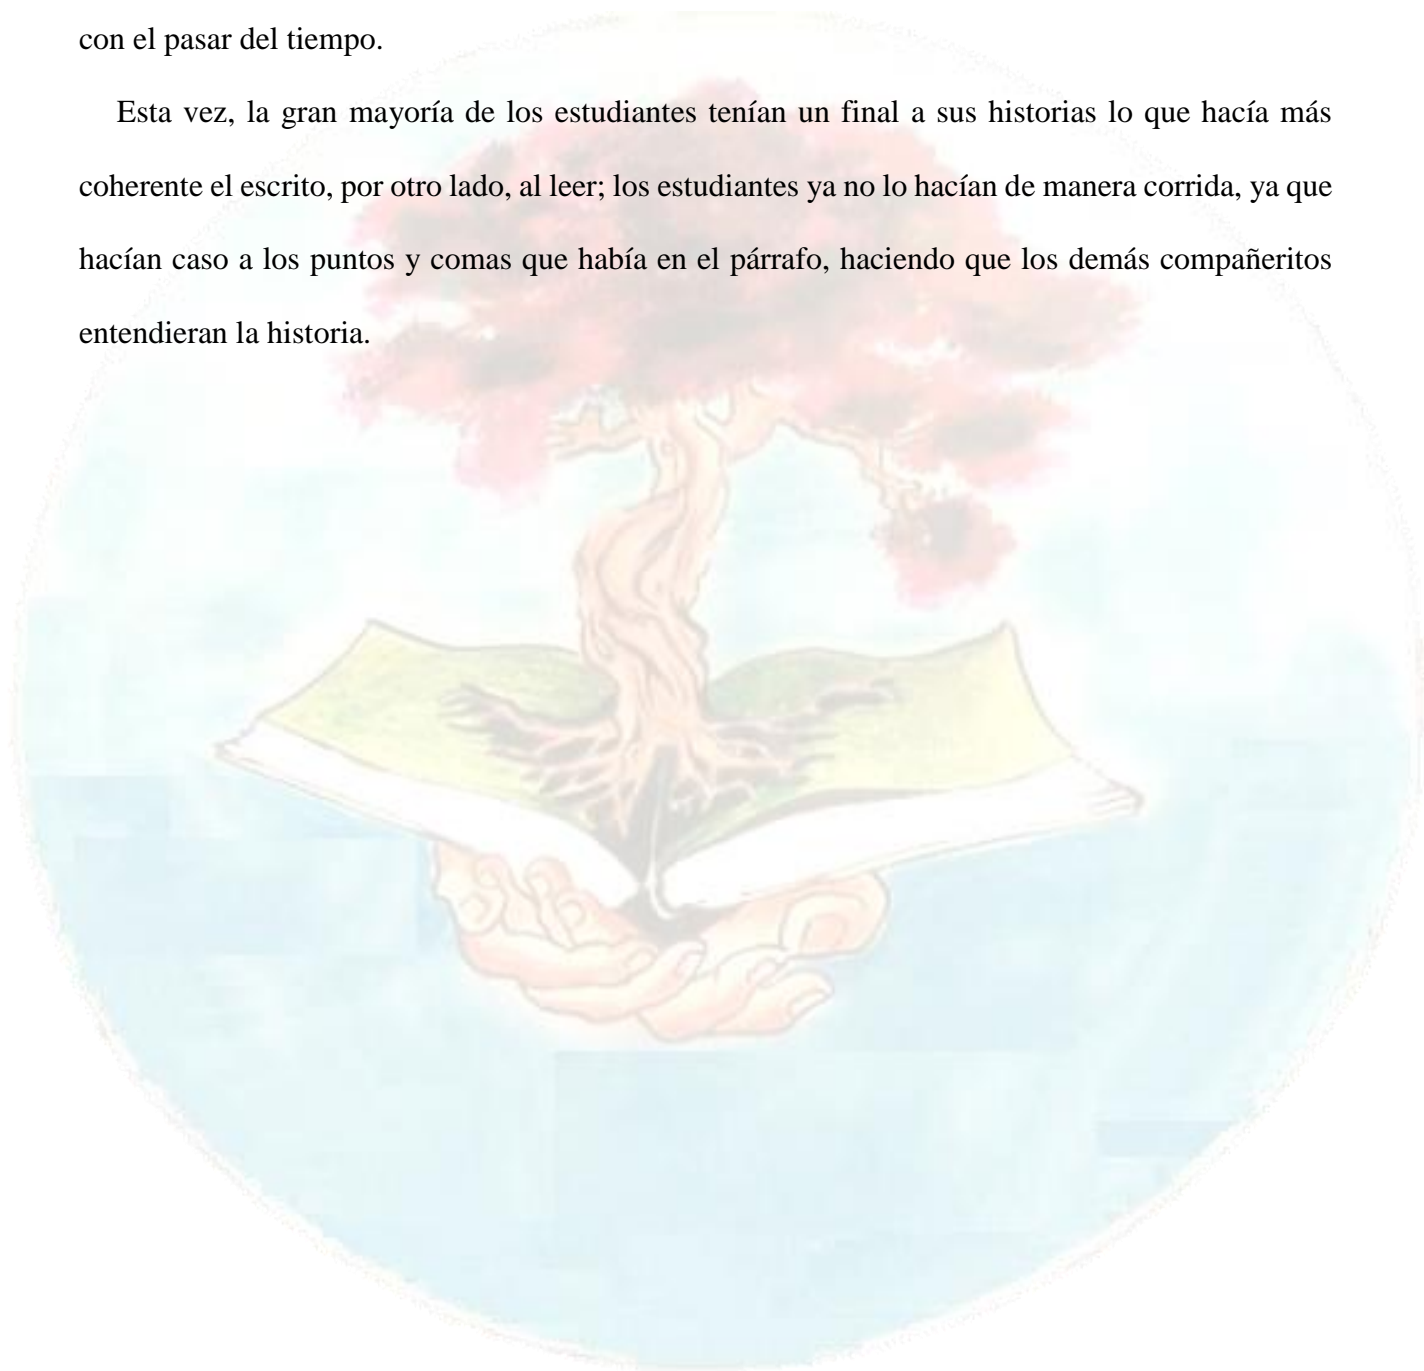 con el pasar del tiempo.
Esta vez, la gran mayoría de los estudiantes tenían un final a sus historias lo que hacía más
coherente el escrito, por otro lado, al leer; los estudiantes ya no lo hacían de manera corrida, ya que
hacían caso a los puntos y comas que había en el párrafo, haciendo que los demás compañeritos
entendieran la historia.